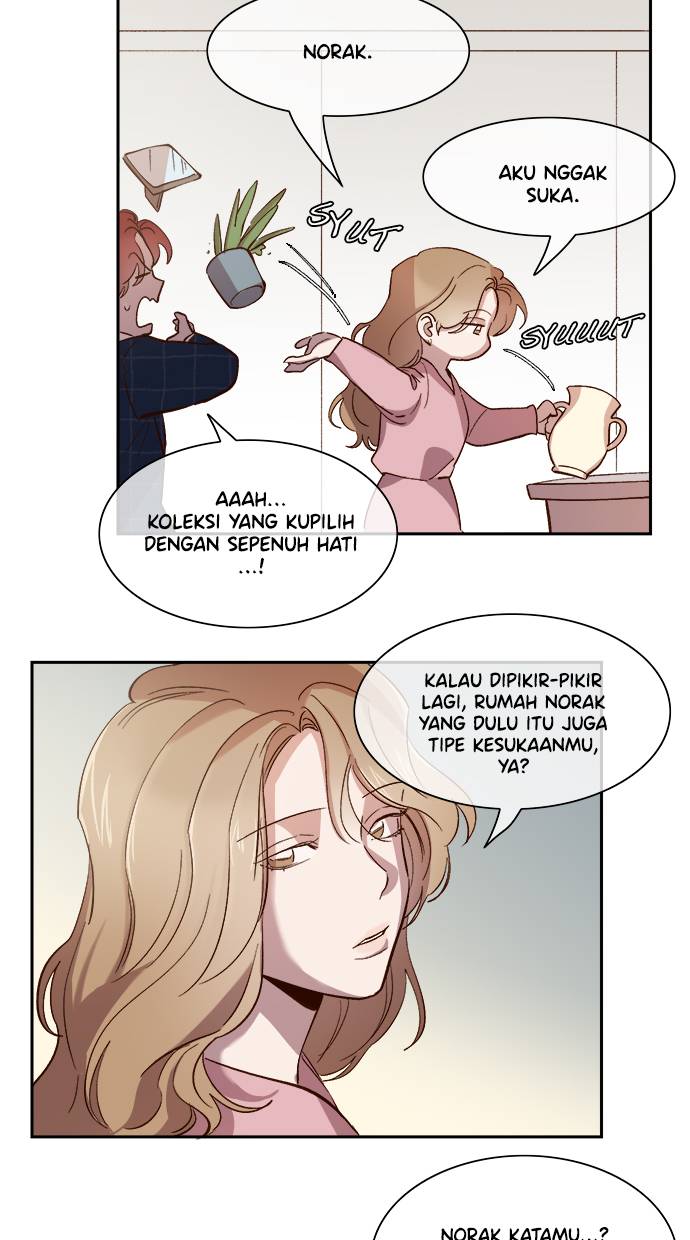 NORAK.
AKU NGGAK
SUKA.
SYUT
SYUUUUT
AAAH...
KOLEKSI YANG KUPILIH
DENGAN SEPENUH HATI
...!
KALAU DIPIKIR-PIKIR
LAGI, RUMAH NORAK
YANG DULU ITU JUGA
TIPE KESUKAANMU,
YA?
NORAK KATAMU...?